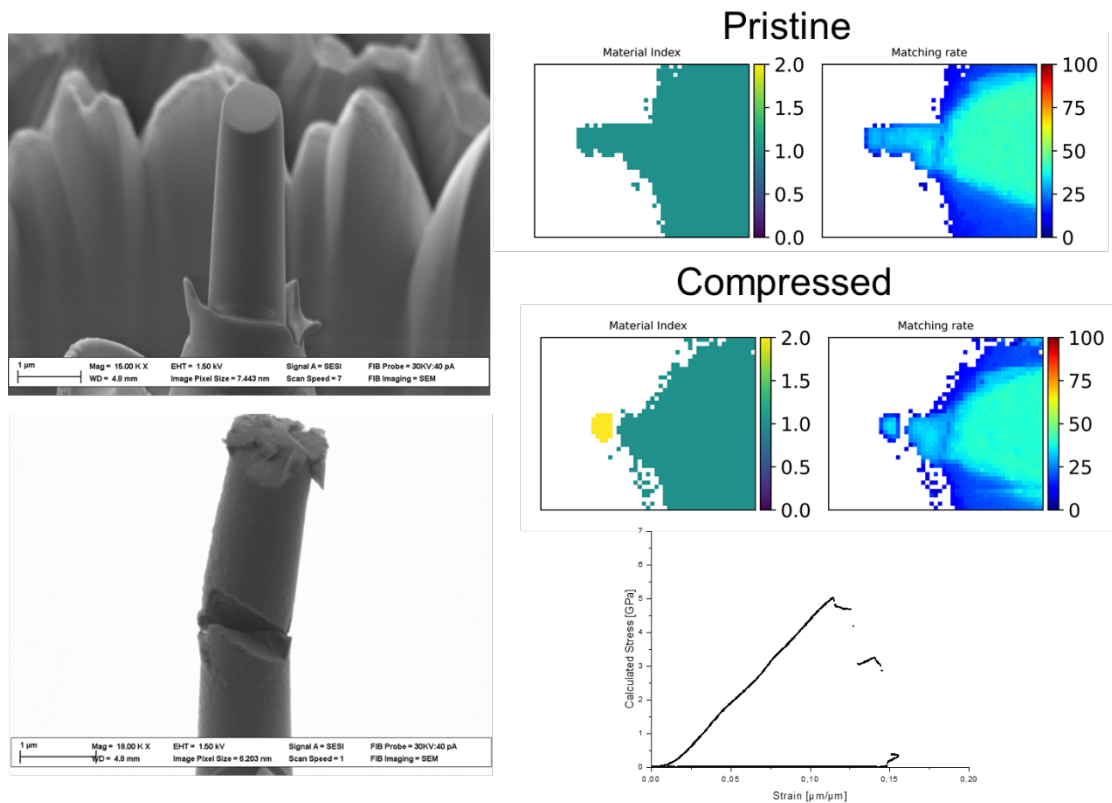 Pristine
Material Index
Matching rate
2.0
1.5
1.0
0.5
0.0
100
75
50
25
0
1 µm
Mag = 15.00 K X
EHT = 1.50 kV
Signal A = SESI
FIB Probe = 30KV:40 pA
WD = 4.8 mm
Image Pixel Size = 7.443 nm
Scan Speed = 7
FIB Imaging = SEM
Compressed
Material Index
Matching rate
2.0
1.5
1.0
0.5
0.0
100
75
50
25
0
1 µm
Mag = 18.00 K X
EHT = 1.50 kV
Signal A = SESI
FIB Probe = 30KV:40 pA
WD = 4.8 mm
Image Pixel Size = 6.203 nm
Scan Speed = 1
FIB Imaging = SEM
Calculated Stress [GPa]
7
6
5
4
3
2
1
0
0,00
0,05
0,10
0,15
0,20
Strain [µm/µm]